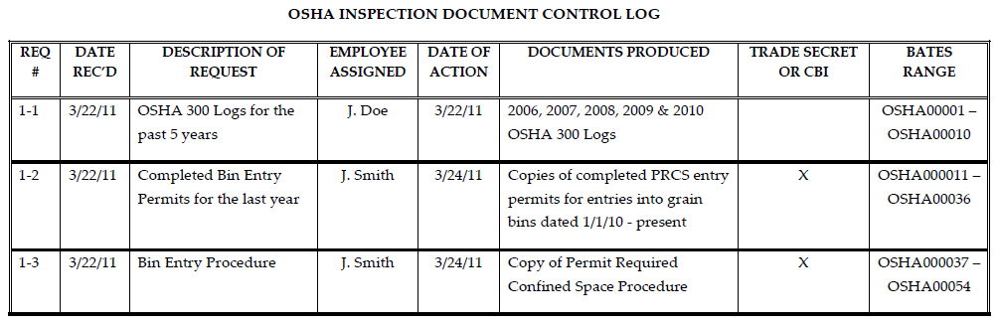 OSHA INSPECTION DOCUMENT CONTROL LOG
REQ # DATE REC'D DESCRIPTION OF REQUEST EMPLOYEE ASSIGNED DATE OF ACTION DOCUMENTS PRODUCED TRADE SECRET OR CBI BATES RANGE
1-1 3/22/11 OSHA 300 Logs for the J. Doe 3/22/11 2006, 2007, 2008, 2009 & 2010 OSHA00001 –
past 5 years OSHA 300 Logs OSHA00010
1-2 3/22/11 Completed Bin Entry J. Smith 3/24/11 Copies of completed PRCS entry X OSHA000011 –
Permits for the last year permits for entries into grain OSHA00036
bins dated 1/1/10 - present
1-3 3/22/11 Bin Entry Procedure J. Smith 3/24/11 Copy of Permit Required X OSHA000037 –
Confined Space Procedure OSHA00054